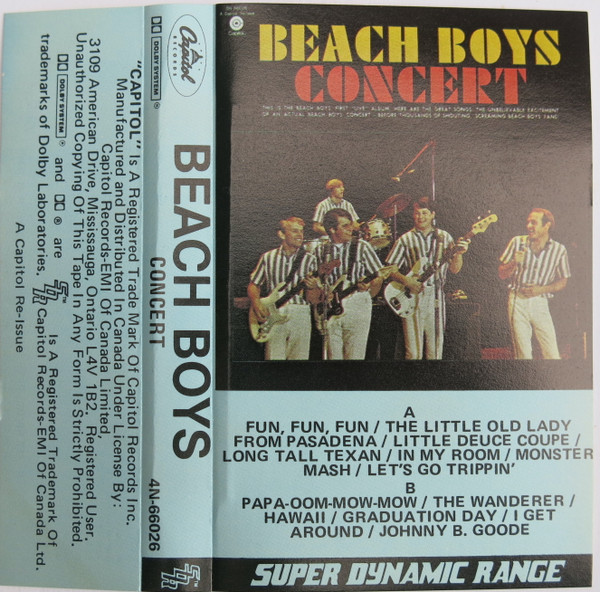 BEACH BOYS
CONCERT
THIS IS THE BEACH BOYS' FIRST "LIVE" ALBUM. HERE ARE THE GREAT SONGS, THE UNBELIEVABLE EXCITEMENT
OF AN ACTUAL BEACH BOYS CONCERT - BEFORE THOUSANDS OF SHOUTING, SCREAMING BEACH BOYS FANS!
Capitol
A
FUN, FUN, FUN / THE LITTLE OLD LADY
FROM PASADENA / LITTLE DEUCE COUPE /
LONG TALL TEXAN / IN MY ROOM / MONSTER
MASH / LET'S GO TRIPPIN'
B
PAPA-OOM-MOW-MOW / THE WANDERER /
HAWAII / GRADUATION DAY / I GET
AROUND / JOHNNY B. GOODE
SUPER DYNAMIC RANGE
Capitol
RECORDS
BEACH BOYS
CONCERT
4N-66026
SDR
DOLBY SYSTEM ®
"CAPITOL" Is A Registered Trade Mark Of Capitol Records Inc.
Manufactured and Distributed In Canada Under License By:
Capitol Records-EMI Of Canada Limited,
3109 American Drive, Mississauga, Ontario L4V 1B2. Registered User,
Unauthorized Copying Of This Tape In Any Form Is Strictly Prohibited.
DOLBY SYSTEM ® and ® are
trademarks of Dolby Laboratories.
SDR TM Is A Registered Trademark Of
Capitol Records-EMI Of Canada Ltd.
A Capitol Re-Issue